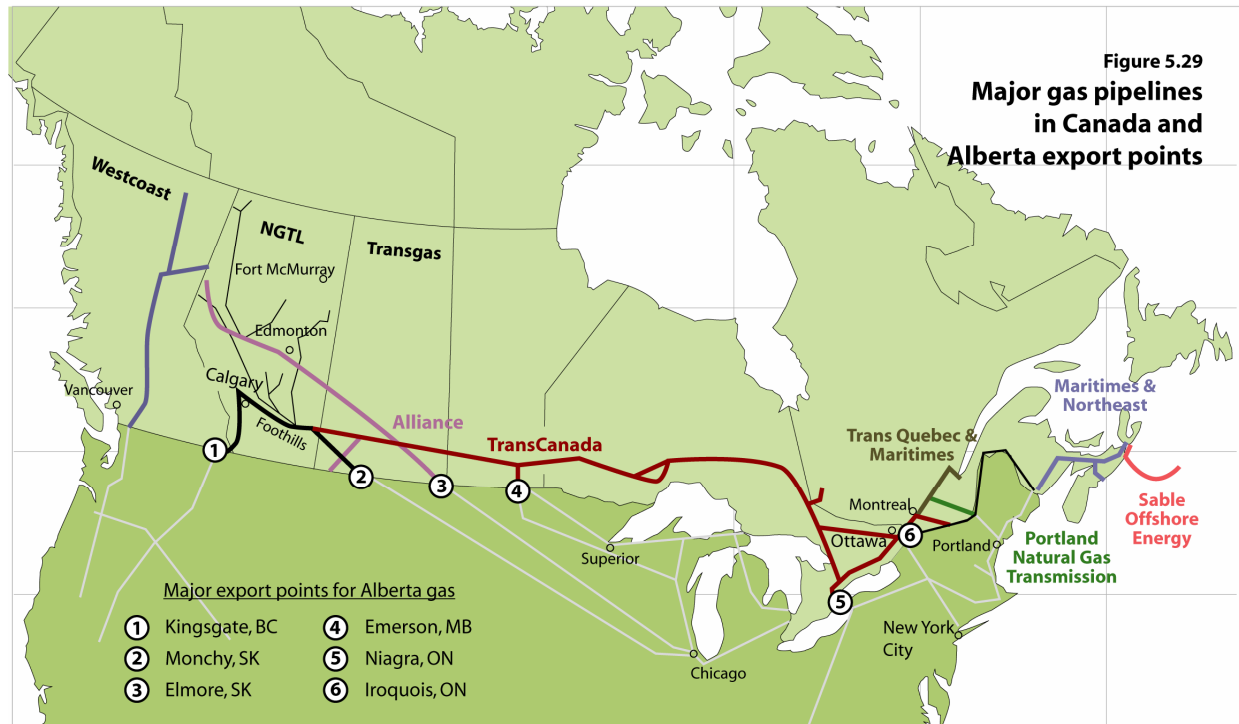 Figure 5.29
Major gas pipelines
in Canada and
Alberta export points
Westcoast
NGTL
Transgas
Fort McMurray
Edmonton
Calgary
Vancouver
Foothills
Alliance
TransCanada
Maritimes &
Northeast
Trans Quebec &
Maritimes
Montreal
Ottawa
Portland
Portland
Natural Gas
Transmission
Sable
Offshore
Energy
Superior
Chicago
New York
City
1
2
3
4
5
6
Major export points for Alberta gas
1 Kingsgate, BC
2 Monchy, SK
3 Elmore, SK
4 Emerson, MB
5 Niagra, ON
6 Iroquois, ON